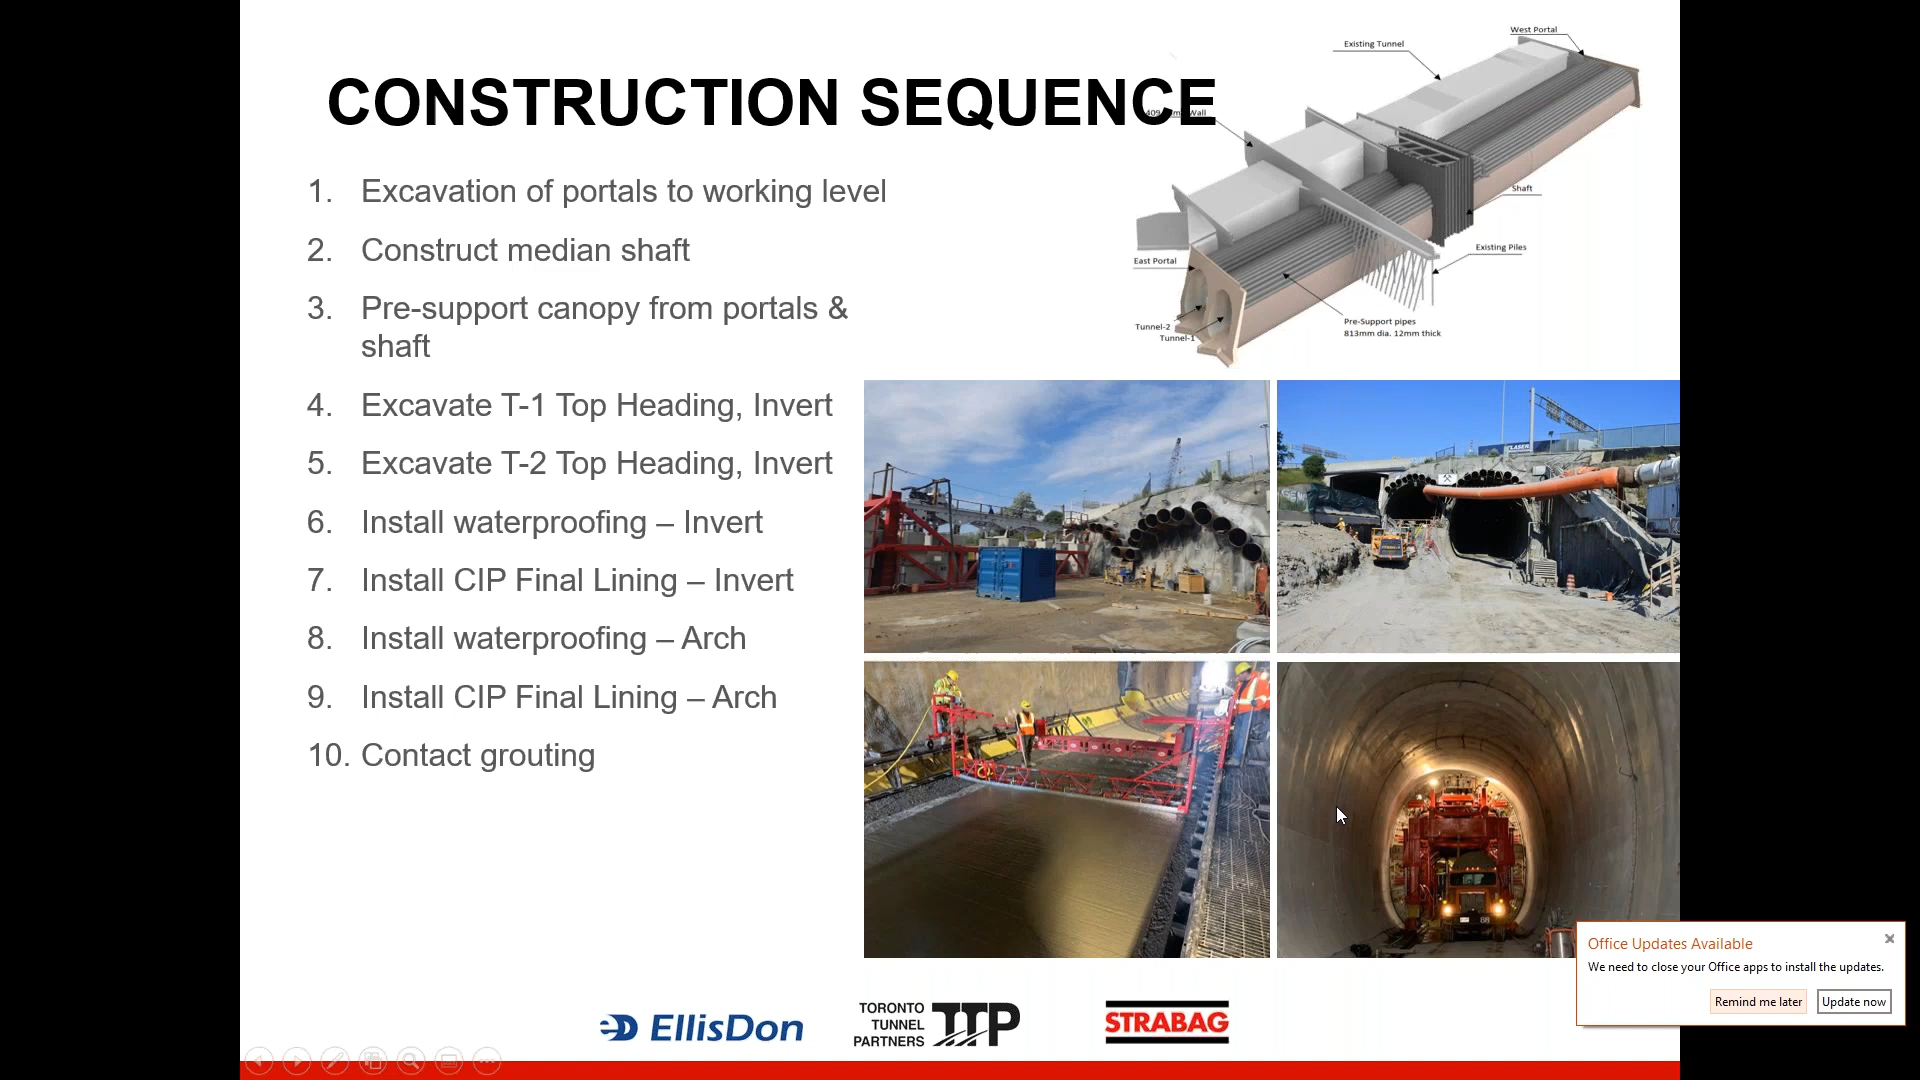 CONSTRUCTION SEQUENCE
1. Excavation of portals to working level
2. Construct median shaft
3. Pre-support canopy from portals &
shaft
4. Excavate T-1 Top Heading, Invert
5. Excavate T-2 Top Heading, Invert
6. Install waterproofing – Invert
7. Install CIP Final Lining – Invert
8. Install waterproofing – Arch
9. Install CIP Final Lining – Arch
10. Contact grouting
West Portal
Existing Tunnel
Wall
Shaft
Existing Piles
East Portal
Pre-Support pipes
813mm dia. 12mm thick
Tunnel-2
Tunnel-1
88
EllisDon
TORONTO
TUNNEL
PARTNERS
TTP
STRABAG
Office Updates Available
We need to close your Office apps to install the updates.
Remind me later
Update now